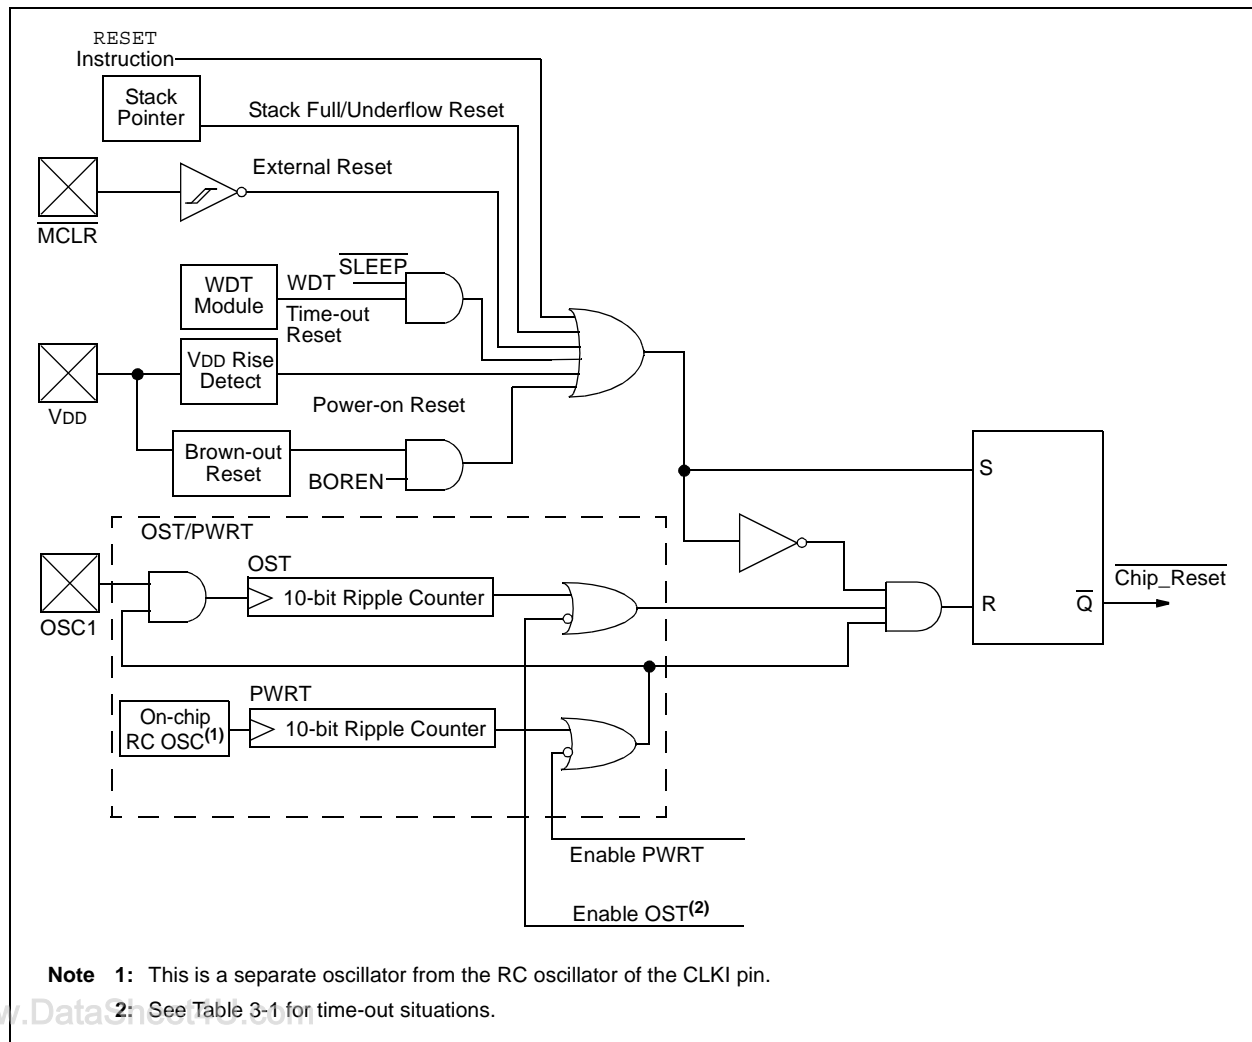 RESET
Instruction
Stack
Pointer
Stack Full/Underflow Reset
External Reset
MCLR
SLEEP
WDT
Module
WDT
Time-out
Reset
VDD Rise
Detect
VDD
Power-on Reset
Brown-out
Reset
BOREN
S
OST/PWRT
OST
10-bit Ripple Counter
OSC1
Chip_Reset
R
Q
PWRT
On-chip
RC OSC(1)
10-bit Ripple Counter
Enable PWRT
Enable OST(2)
Note 1: This is a separate oscillator from the RC oscillator of the CLKI pin.
2: See Table 3-1 for time-out situations.
w.DataSheet4U.com